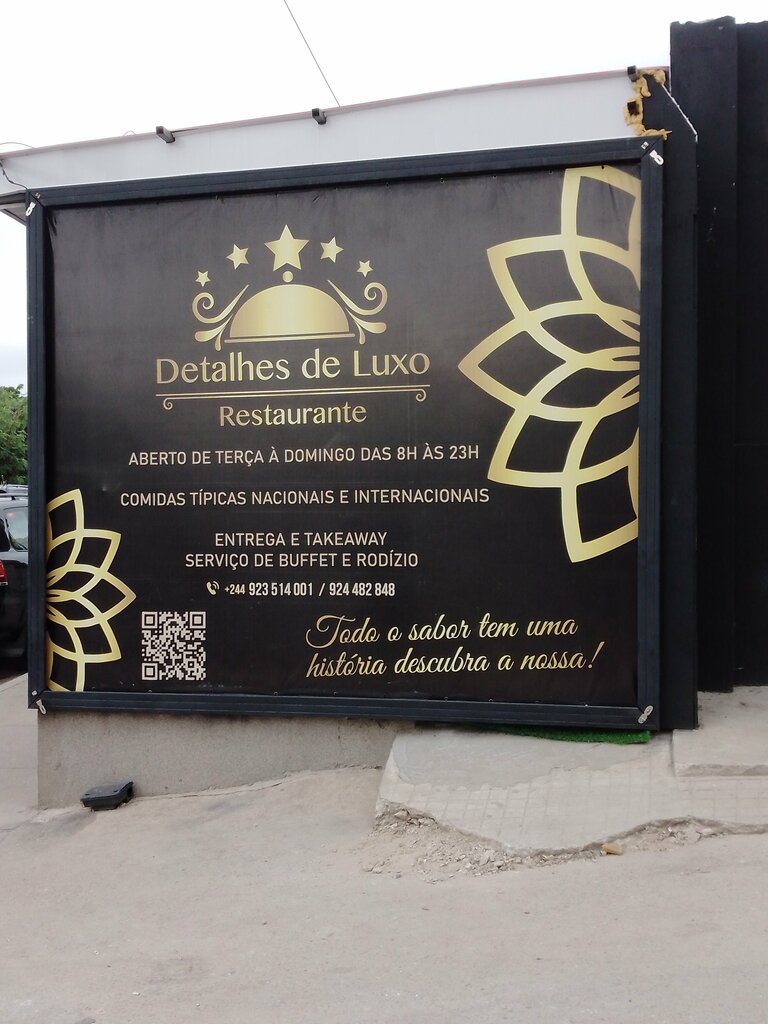 Detalhes de Luxo
Restaurante
ABERTO DE TERÇA À DOMINGO DAS 8H ÀS 23H
COMIDAS TÍPICAS NACIONAIS E INTERNACIONAIS
ENTREGA E TAKEAWAY
SERVIÇO DE BUFFET E RODÍZIO
+244 923 514 001 / 924 482 848
Todo o sabor tem uma
história descubra a nossa!